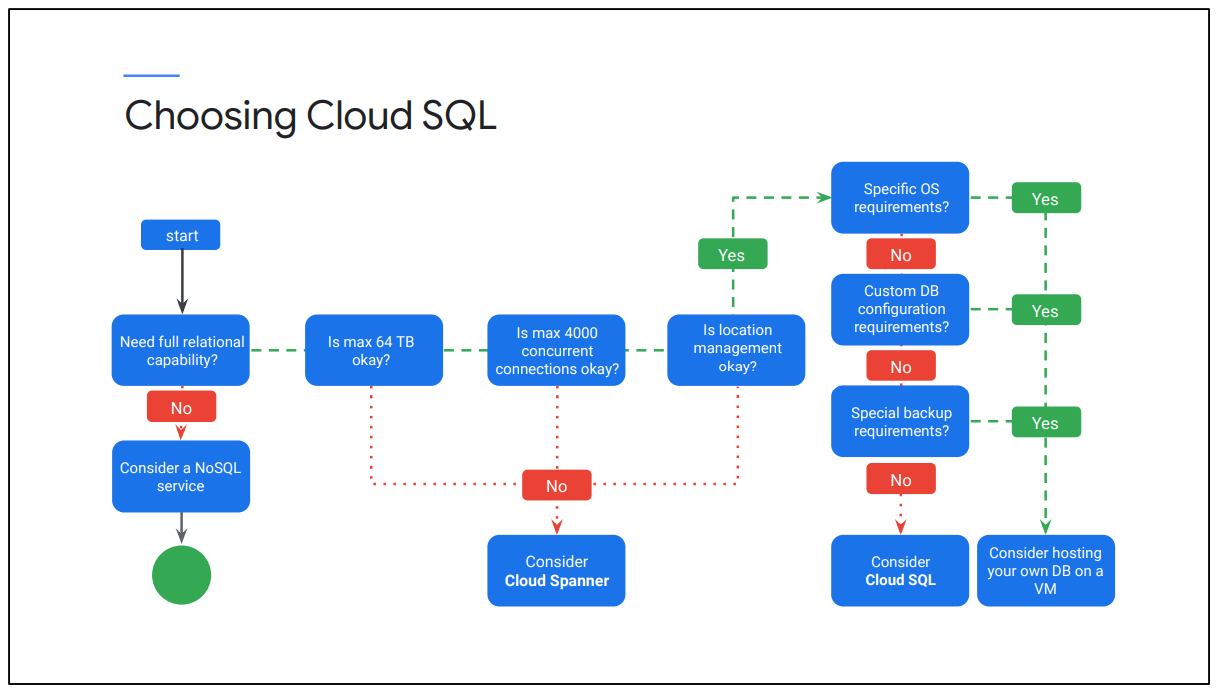 Choosing Cloud SQL
start
Need full relational
capability?
No
Consider a NoSQL
service
Is max 64 TB
okay?
Is max 4000
concurrent
connections okay?
Is location
management
okay?
No
Consider
Cloud Spanner
Yes
Specific OS
requirements?
Yes
No
Custom DB
configuration
requirements?
Yes
No
Special backup
requirements?
Yes
No
Consider
Cloud SQL
Consider hosting
your own DB on a
VM